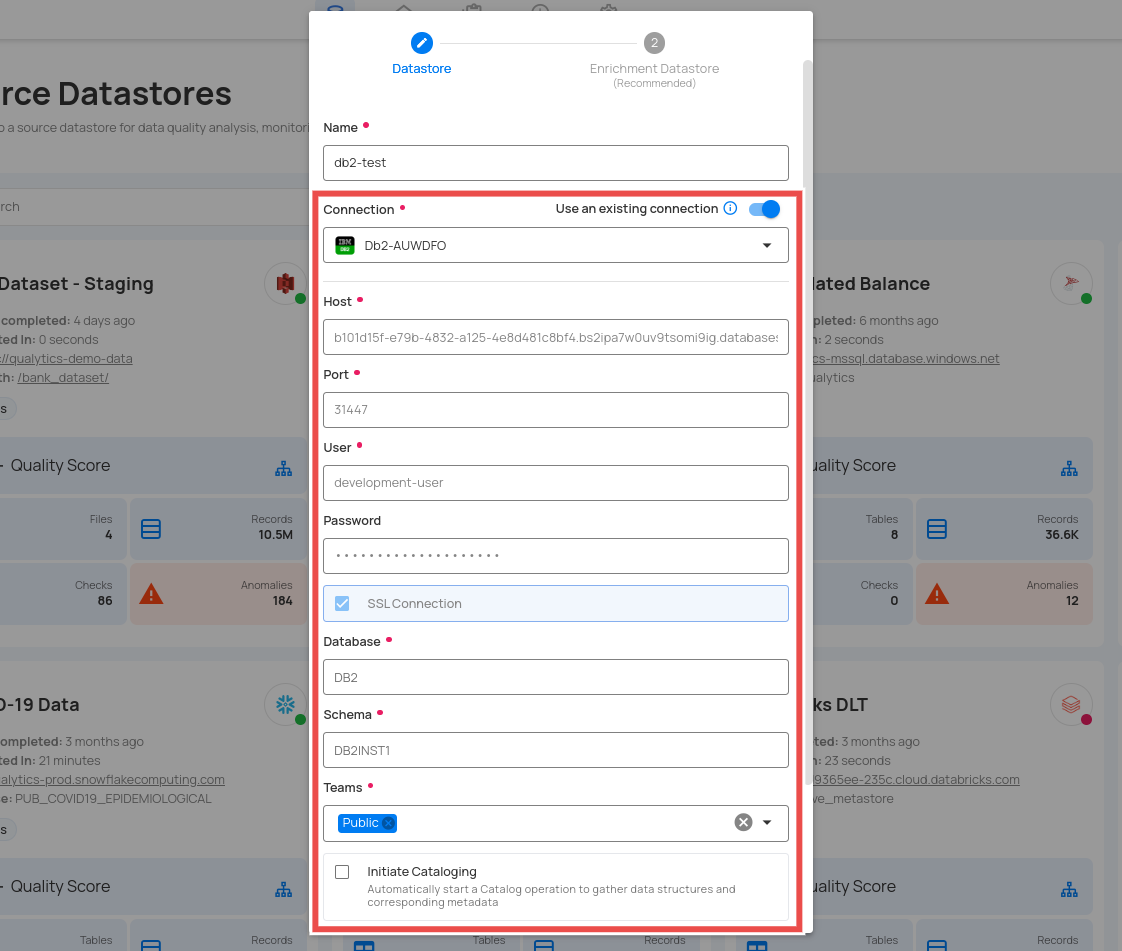 Datastore
2
Enrichment Datastore
(Recommended)
rce Datastores
a source datastore for data quality analysis, monitori
rch
Name
db2-test
Connection
Use an existing connection
IBM
DB2
Db2-AUWDFO
Host
b101d15f-e79b-4832-a125-4e8d481c8bf4.bs2ipa7w0uv9tsomi9ig.databases
Port
31447
User
development-user
Password
SSL Connection
Database
DB2
Schema
DB2INST1
Teams
Public
Initiate Cataloging
Automatically start a Catalog operation to gather data structures and
corresponding metadata
Dataset - Staging
completed: 4 days ago
ted In: 0 seconds
://qualytics-demo-data
th: /bank_dataset/
s
- Quality Score
Files
4
Records
10.5M
Checks
86
Anomalies
184
lated Balance
pleted: 6 months ago
n: 2 seconds
cs-mssql.database.windows.net
ualytics
uality Score
Tables
8
Records
36.6K
Checks
0
Anomalies
12
D-19 Data
ompleted: 3 months ago
ted In: 21 minutes
alytics-prod.snowflakecomputing.com
e: PUB_COVID19_EPIDEMIOLOGICAL
s
- Quality Score
Tables
Records
Tables
Records
ks DLT
ted: 3 months ago
n: 23 seconds
9365ee-235c.cloud.databricks.com
ve_metastore
uality Score
Tables
Records